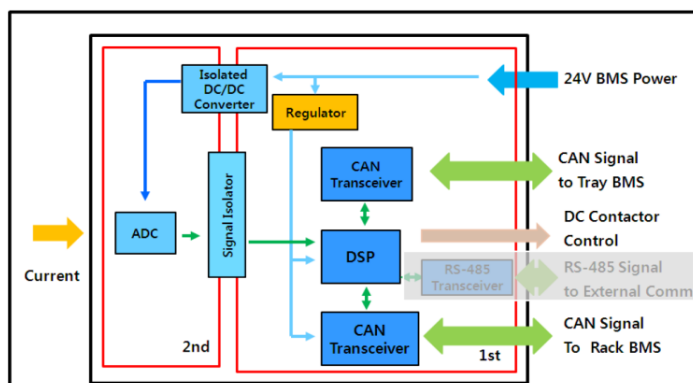 Isolated
DC/DC
Converter
24V BMS Power
Regulator
CAN
Transceiver
CAN Signal
to Tray BMS
Signal Isolator
ADC
DC Contactor
Control
DSP
RS-485
Transceiver
RS-485 Signal
to External Comm
Current
CAN
Transceiver
CAN Signal
To Rack BMS
2nd
1st